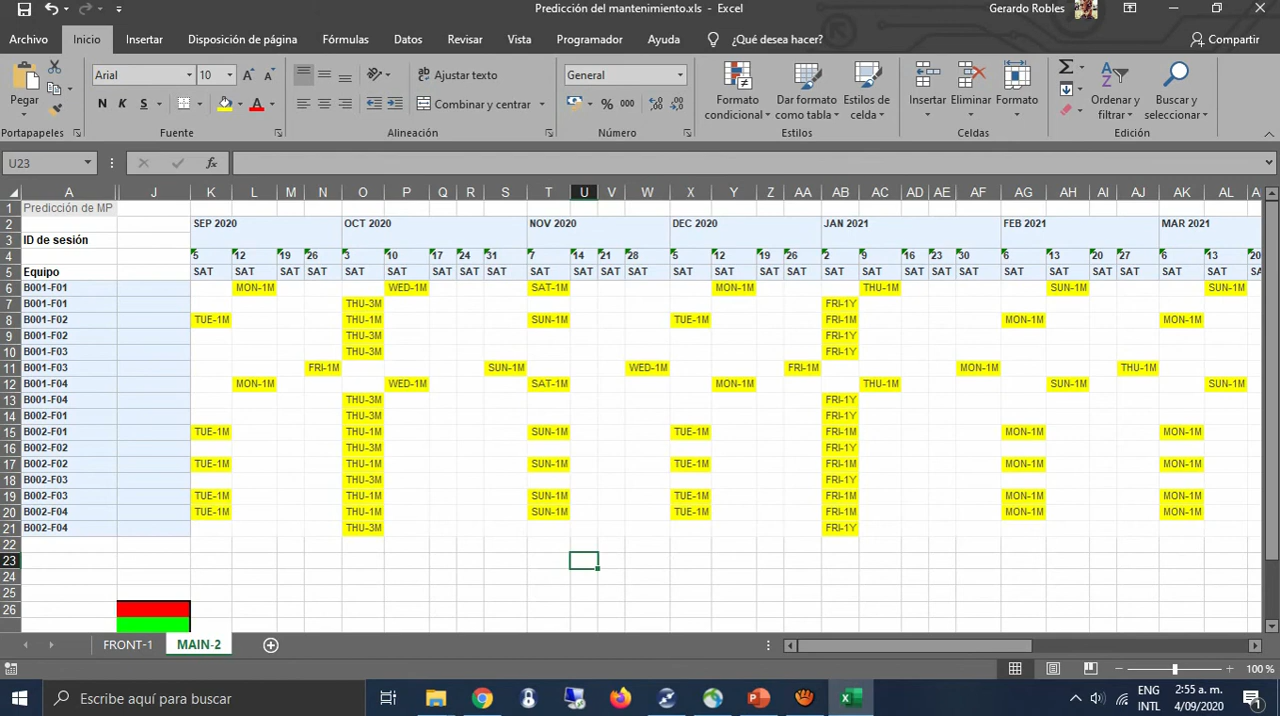 Predicción del mantenimiento.xls - Excel
Gerardo Robles
Archivo Inicio Insertar Disposición de página Fórmulas Datos Revisar Vista Programador Ayuda ¿Qué desea hacer? Compartir
Pegar Arial 10 Ajustar texto General Formato condicional Dar formato como tabla Estilos de celda Insertar Eliminar Formato Ordenar y filtrar Buscar y seleccionar
N K S Combinar y centrar % 000
Portapapeles Fuente Alineación Número Estilos Celdas Edición
U23 fx
A J K L M N O P Q R S T U V W X Y Z AA AB AC AD AE AF AG AH AI AJ AK AL A
1 Predicción de MP
2 SEP 2020 OCT 2020 NOV 2020 DEC 2020 JAN 2021 FEB 2021 MAR 2021
3 ID de sesión
4 5 12 19 26 3 10 17 24 31 7 14 21 28 5 12 19 26 2 9 16 23 30 6 13 20 27 6 13 20
5 Equipo SAT SAT SAT SAT SAT SAT SAT SAT SAT SAT SAT SAT SAT SAT SAT SAT SAT SAT SAT SAT SAT SAT SAT SAT SAT SAT SAT SAT
6 B001-F01 MON-1M WED-1M SAT-1M MON-1M THU-1M SUN-1M SUN-1M
7 B001-F01 THU-3M FRI-1Y
8 B001-F02 TUE-1M THU-1M SUN-1M TUE-1M FRI-1M MON-1M MON-1M
9 B001-F02 THU-3M FRI-1Y
10 B001-F03 THU-3M FRI-1Y
11 B001-F03 FRI-1M SUN-1M WED-1M FRI-1M MON-1M THU-1M
12 B001-F04 MON-1M WED-1M SAT-1M MON-1M THU-1M SUN-1M SUN-1M
13 B001-F04 THU-3M FRI-1Y
14 B002-F01 THU-3M FRI-1Y
15 B002-F01 TUE-1M THU-1M SUN-1M TUE-1M FRI-1M MON-1M MON-1M
16 B002-F02 THU-3M FRI-1Y
17 B002-F02 TUE-1M THU-1M SUN-1M TUE-1M FRI-1M MON-1M MON-1M
18 B002-F03 THU-3M FRI-1Y
19 B002-F03 TUE-1M THU-1M SUN-1M TUE-1M FRI-1M MON-1M MON-1M
20 B002-F04 TUE-1M THU-1M SUN-1M TUE-1M FRI-1M MON-1M MON-1M
21 B002-F04 THU-3M FRI-1Y
22
23
24
25
26
FRONT-1 MAIN-2
100 %
Escribe aquí para buscar
ENG INTL
2:55 a. m.
4/09/2020
1